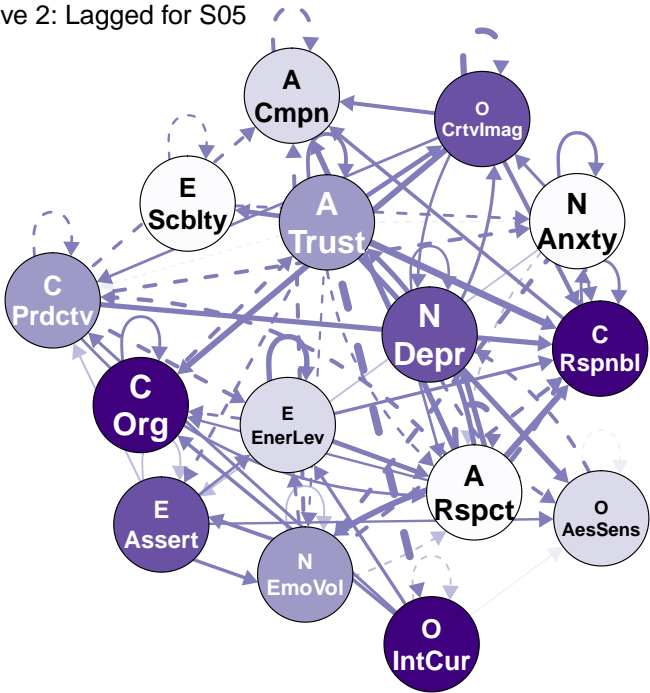 ve 2: Lagged for S05
A
Cmpn
O
CrtvImag
E
Scblty
A
Trust
N
Anxty
C
Prdctv
N
Depr
C
Rspnbl
C
Org
E
EnerLev
A
Rspct
O
AesSens
E
Assert
N
EmoVol
O
IntCur